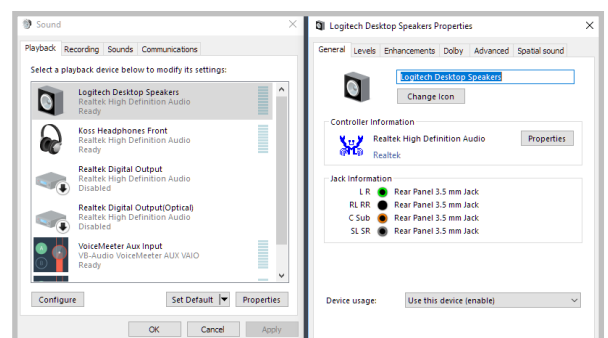 Sound
Playback Recording Sounds Communications
Select a playback device below to modify its settings:
Logitech Desktop Speakers
Realtek High Definition Audio
Ready
Koss Headphones Front
Realtek High Definition Audio
Ready
Realtek Digital Output
Realtek High Definition Audio
Disabled
Realtek Digital Output(Optical)
Realtek High Definition Audio
Disabled
VoiceMeeter Aux Input
VB-Audio VoiceMeeter AUX VAIO
Ready
Configure Set Default Properties
OK Cancel Apply
Logitech Desktop Speakers Properties
General Levels Enhancements Dolby Advanced Spatial sound
Logitech Desktop Speakers
Change Icon
Controller Information
Realtek High Definition Audio Properties
Realtek
Jack Information
L R Rear Panel 3.5 mm Jack
RL RR Rear Panel 3.5 mm Jack
C Sub Rear Panel 3.5 mm Jack
SL SR Rear Panel 3.5 mm Jack
Device usage: Use this device (enable)